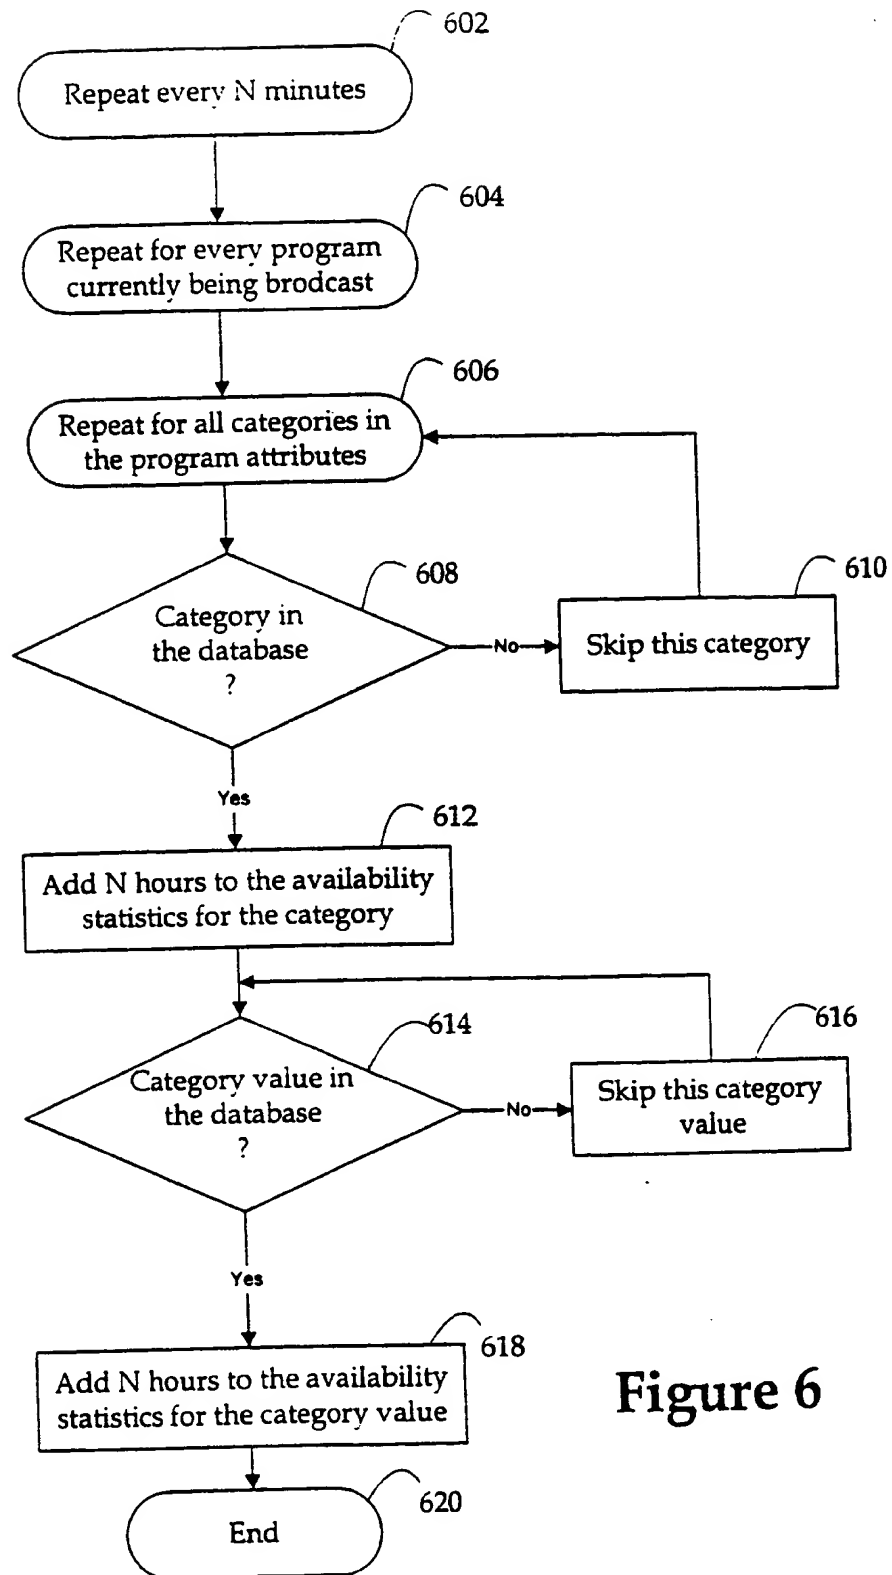 602
Repeat every N minutes
604
Repeat for every program
currently being brodcast
606
Repeat for all categories in
the program attributes
608
Category in
the database
?
No
610
Skip this category
Yes
612
Add N hours to the availability
statistics for the category
614
Category value in
the database
?
No
616
Skip this category
value
Yes
618
Add N hours to the availability
statistics for the category value
Figure 6
620
End